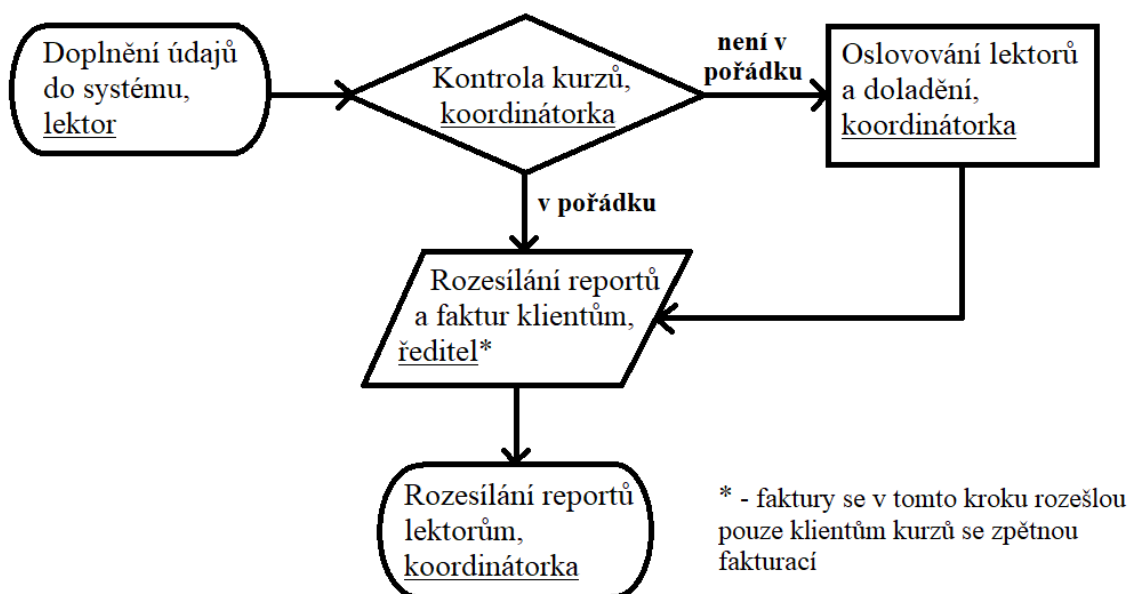 Doplnění údajů
do systému,
lektor
Kontrola kurzů,
koordinátorka
není v
pořádku
Oslovování lektorů
a doladění,
koordinátorka
v pořádku
Rozesílání reportů
a faktur klientům,
ředitel*
Rozesílání reportů
lektorům,
koordinátorka
* - faktury se v tomto kroku rozešlou
pouze klientům kurzů se zpětnou
fakturací